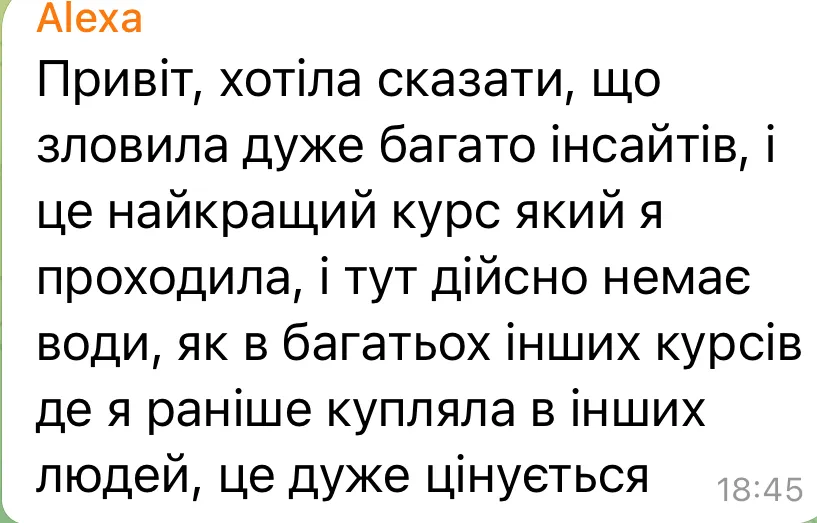 Alexa
Привіт, хотіла сказати, що
зловила дуже багато інсайтів, і
це найкращий курс який я
проходила, і тут дійсно немає
води, як в багатьох інших курсів
де я раніше купляла в інших
людей, це дуже цінується
18:45